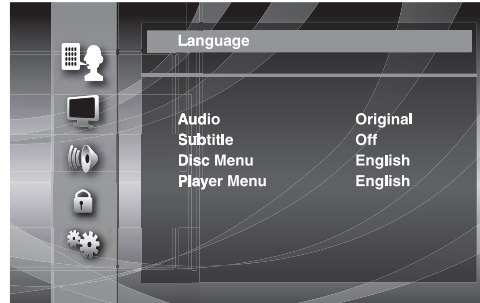 Language
Audio Original
Subtitle Off
Disc Menu English
Player Menu English